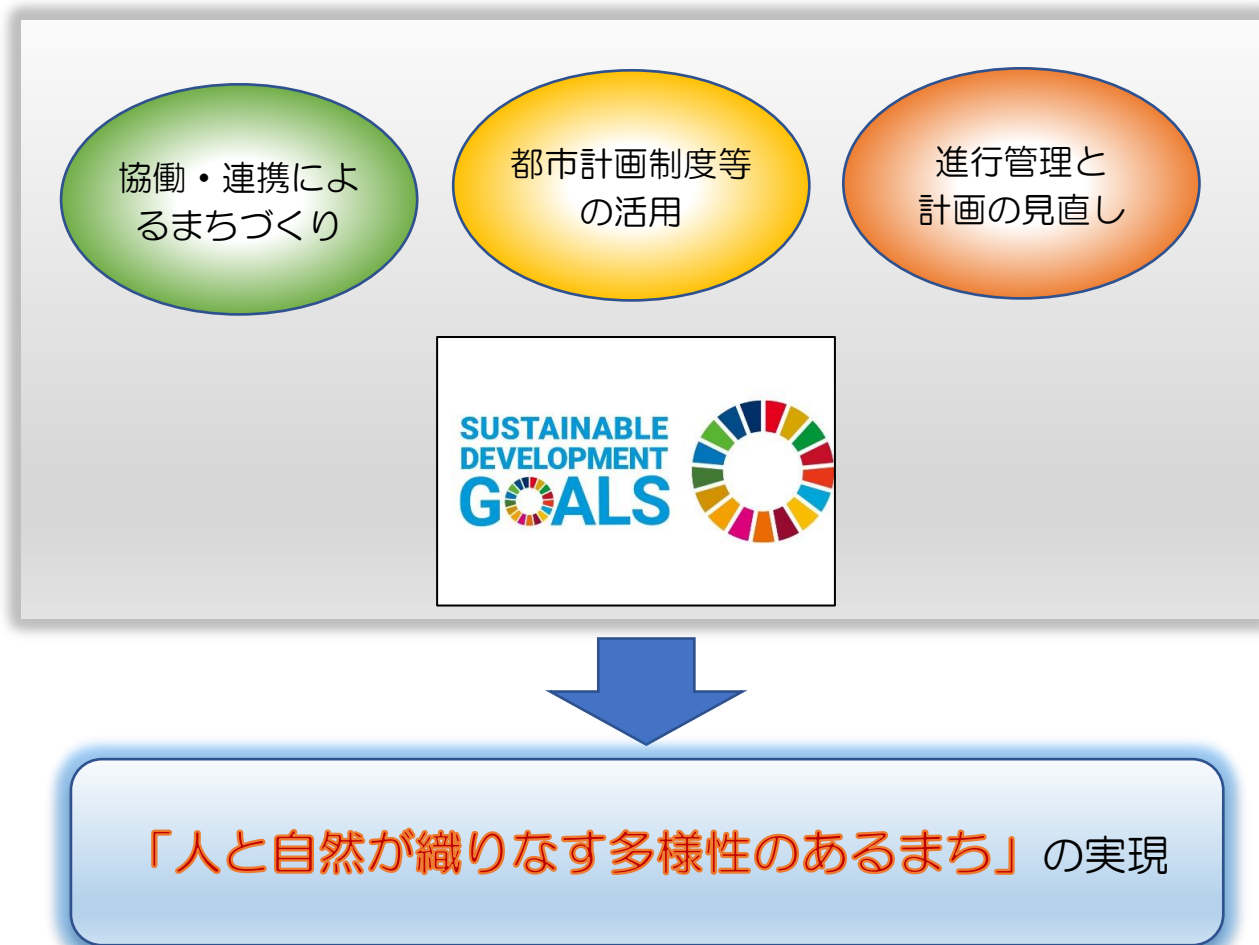 協働・連携によ
るまちづくり
都市計画制度等
の活用
進行管理と
計画の見直し
SUSTAINABLE
DEVELOPMENT
GOALS
「人と自然が織りなす多様性のあるまち」の実現